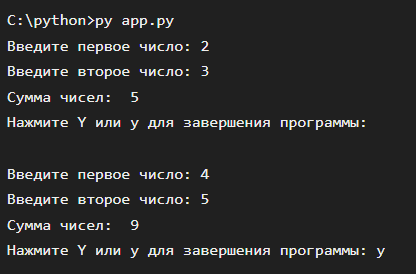 C:\python>py app.py
Введите первое число: 2
Введите второе число: 3
Сумма чисел:  5
Нажмите Y или y для завершения программы:
Введите первое число: 4
Введите второе число: 5
Сумма чисел:  9
Нажмите Y или y для завершения программы: y